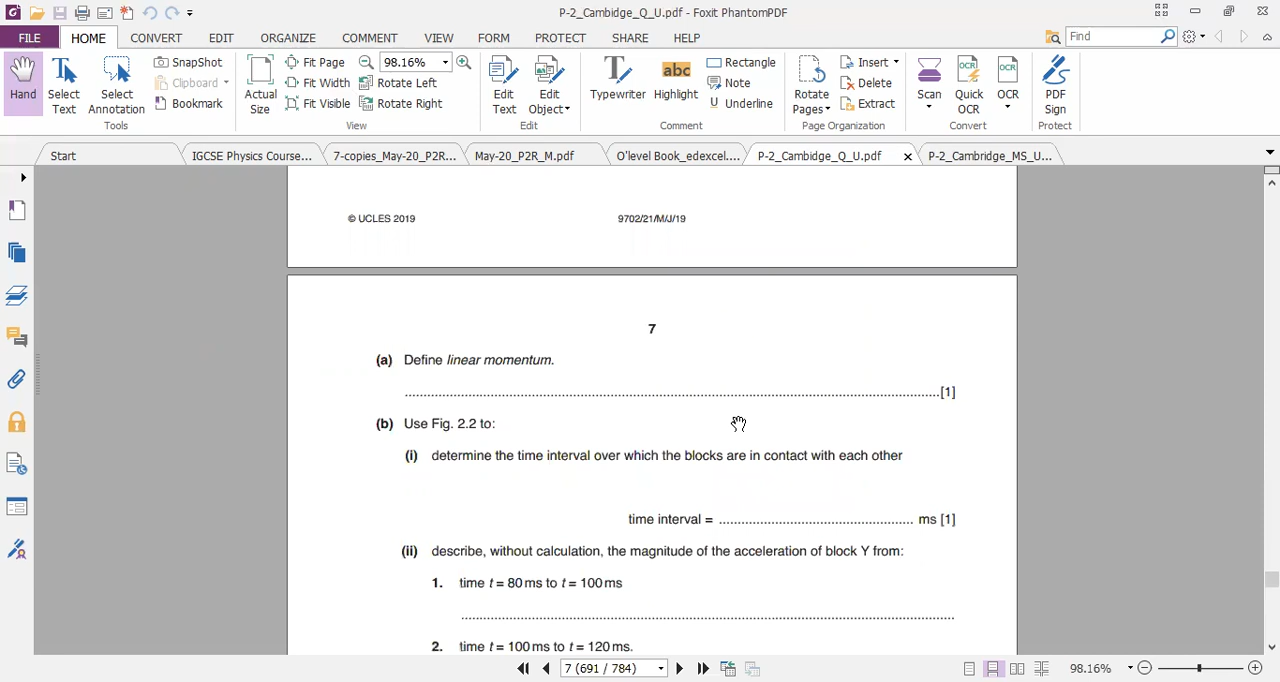 P-2_Cambidge_Q_U.pdf - Foxit PhantomPDF
FILE HOME CONVERT EDIT ORGANIZE COMMENT VIEW FORM PROTECT SHARE HELP Find
Hand
Select Text
Select Annotation
SnapShot
Clipboard
Bookmark
Tools
Actual Size
Fit Page
Fit Width
Fit Visible
98.16%
Rotate Left
Rotate Right
View
Edit Text
Edit Object
Edit
Typewriter
abc
Highlight
Rectangle
Note
Underline
Comment
Rotate Pages
Insert
Delete
Extract
Page Organization
Scan
OCR
Quick OCR
OCR
OCR
Convert
PDF Sign
Protect
Start IGCSE Physics Course... 7-copies_May-20_P2R... May-20_P2R_M.pdf O'level Book_edexcel.... P-2_Cambidge_Q_U.pdf P-2_Cambridge_MS_U...
© UCLES 2019 9702/21/M/J/19
7
(a) Define linear momentum.
..........................................................................................................................................[1]
(b) Use Fig. 2.2 to:
(i) determine the time interval over which the blocks are in contact with each other
time interval = .................................................. ms [1]
(ii) describe, without calculation, the magnitude of the acceleration of block Y from:
1. time t = 80 ms to t = 100 ms
...............................................................................................................................
2. time t = 100 ms to t = 120 ms.
7 (691 / 784) 98.16%